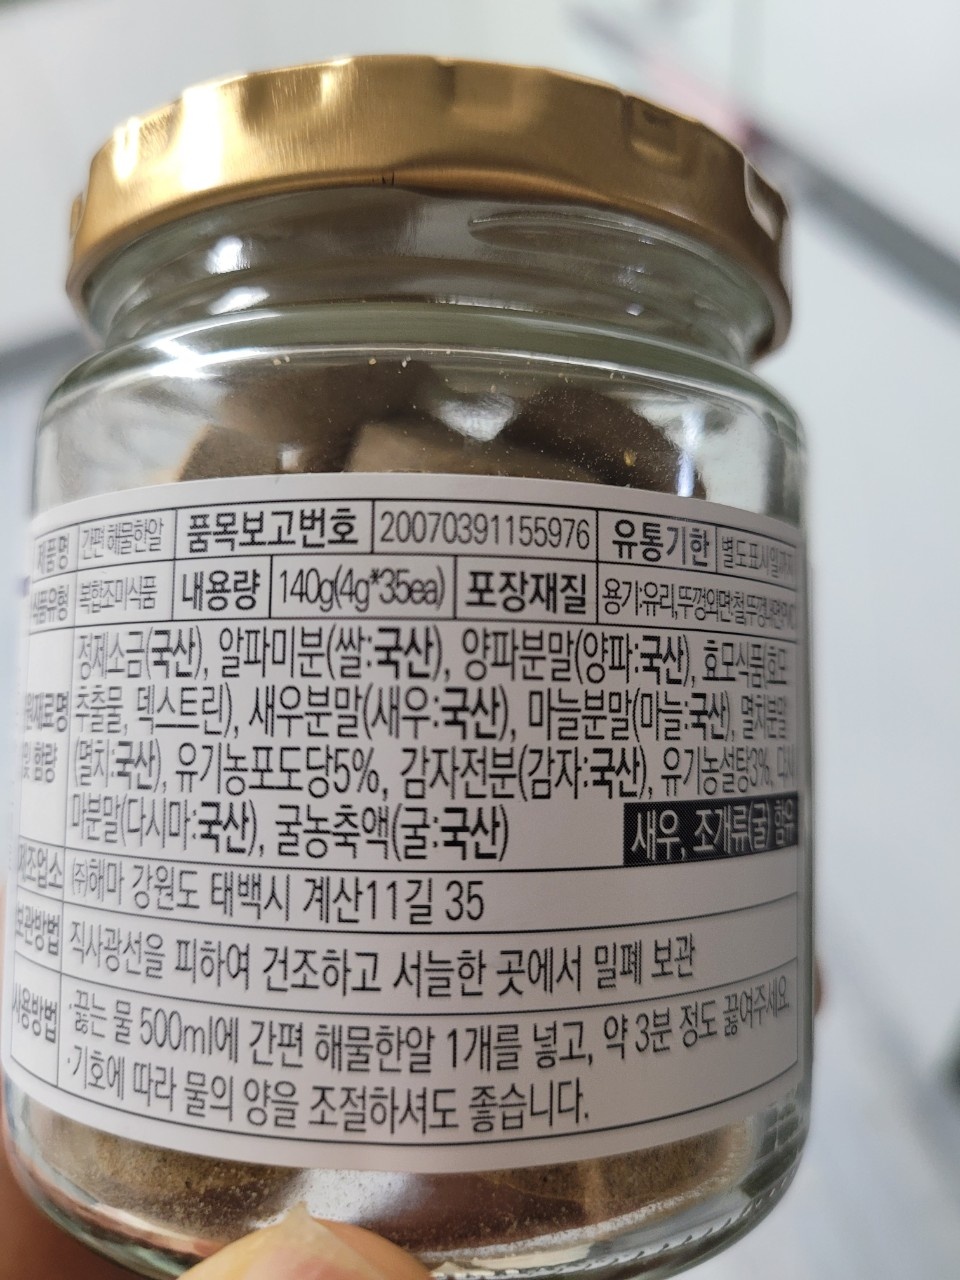 제품명 간편 해물한알 품목보고번호 20070391155976 유통기한 별도표시일까지
식품유형 복합조미식품 내용량 140g(4g*35ea) 포장재질 용기:유리,뚜껑외면:철,뚜껑내면:PVC
원재료명 및 함량
정제소금(국산), 알파미분(쌀:국산), 양파분말(양파:국산), 효모식품(효모
추출물, 덱스트린), 새우분말(새우:국산), 마늘분말(마늘:국산), 멸치분말
(멸치:국산), 유기농포도당5%, 감자전분(감자:국산), 유기농설탕3%, 다시
마분말(다시마:국산), 굴농축액(굴:국산) 새우, 조개류(굴) 함유
제조업소 ㈜해마 강원도 태백시 계산11길 35
보관방법 직사광선을 피하여 건조하고 서늘한 곳에서 밀폐 보관
사용방법 ·끓는 물 500ml에 간편 해물한알 1개를 넣고, 약 3분 정도 끓여주세요.
·기호에 따라 물의 양을 조절하셔도 좋습니다.